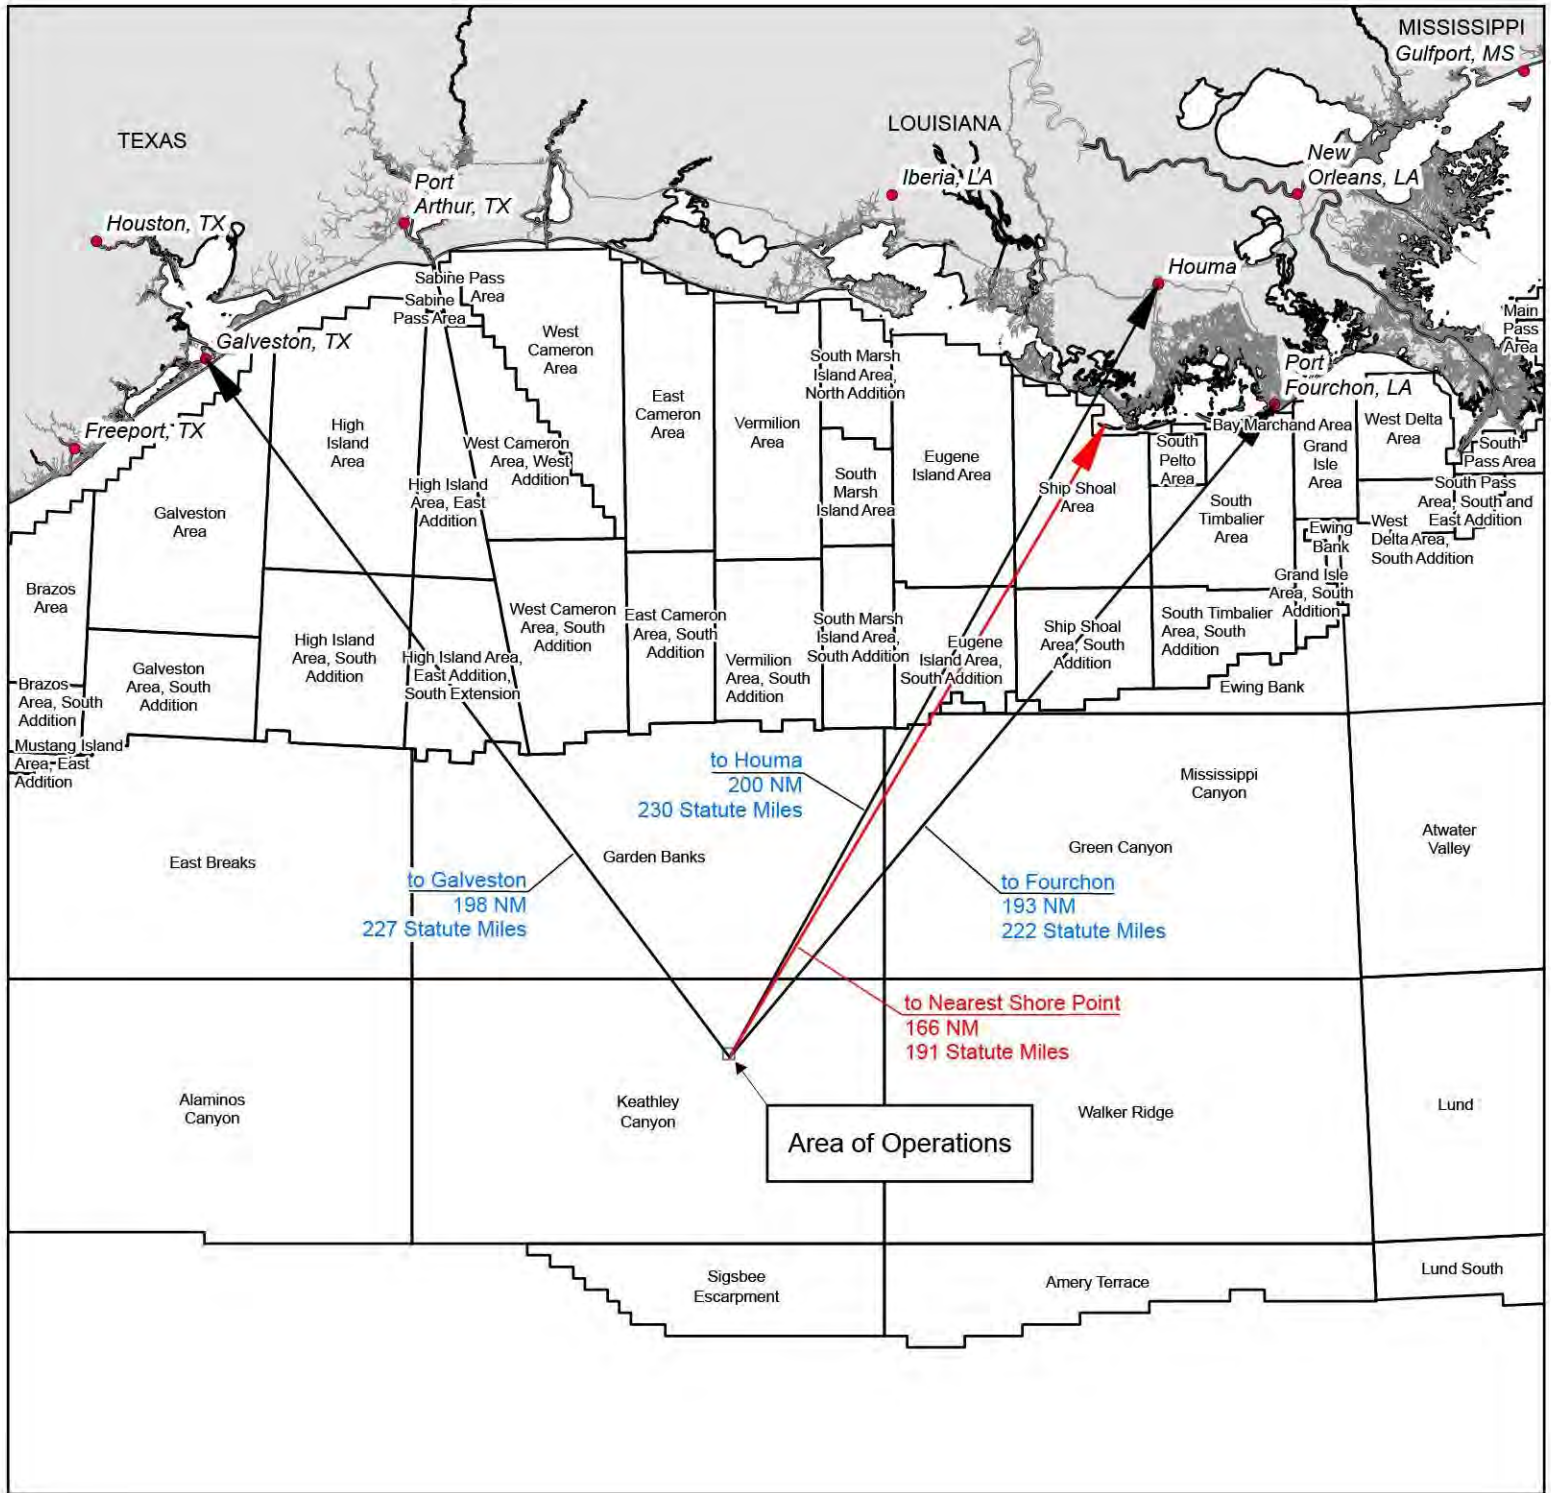 MISSISSIPPI
Gulfport, MS
TEXAS
LOUISIANA
New
Orleans, LA
Iberia, LA
Port
Arthur, TX
Houston, TX
Houma
Sabine Pass
Area
Sabine
Pass Area
Galveston, TX
Freeport, TX
West
Cameron
Area
South Marsh
Island Area,
North Addition
Main
Pass
Area
Port
Fourchon, LA
High
Island
Area
East
Cameron
Area
Vermilion
Area
Bay Marchand Area
West Delta
Area
West Cameron
Area, West
Addition
Eugene
Island Area
South
Pelto
Area
Grand
Isle
Area
South
Pass Area
High Island
Area, East
Addition
South
Marsh
Island Area
Ship Shoal
Area
South Pass
Area, South and
East Addition
Galveston
Area
South
Timbalier
Area
Ewing
Bank
West
Delta Area,
South Addition
Brazos
Area
Grand Isle
Area, South
Addition
West Cameron
Area, South
Addition
East Cameron
Area, South
Addition
South Marsh
Island Area,
South Addition
Ship Shoal
Area, South
Addition
South Timbalier
Area, South
Addition
High Island
Area, South
Addition
High Island Area,
East Addition,
South Extension
Vermilion
Area, South
Addition
Eugene
Island Area,
South Addition
Galveston
Area, South
Addition
Brazos
Area, South
Addition
Ewing Bank
Mustang Island
Area, East
Addition
to Houma
200 NM
230 Statute Miles
Mississippi
Canyon
East Breaks
Garden Banks
Green Canyon
Atwater
Valley
to Galveston
198 NM
227 Statute Miles
to Fourchon
193 NM
222 Statute Miles
to Nearest Shore Point
166 NM
191 Statute Miles
Alaminos
Canyon
Keathley
Canyon
Walker Ridge
Lund
Area of Operations
Sigsbee
Escarpment
Amery Terrace
Lund South